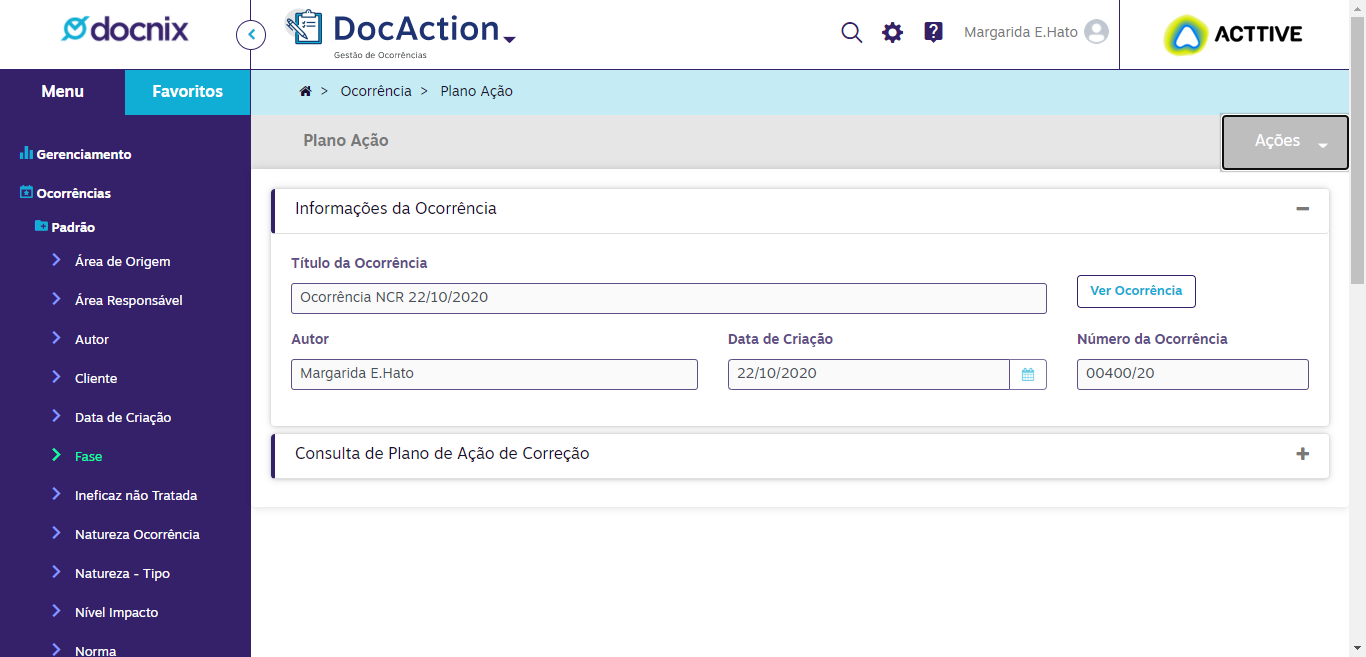 docnix
DocAction
Gestão de Ocorrências
Margarida E.Hato
ACTTIVE
Menu
Favoritos
> Ocorrência > Plano Ação
Plano Ação
Ações
Gerenciamento
Ocorrências
Padrão
Área de Origem
Área Responsável
Autor
Cliente
Data de Criação
Fase
Ineficaz não Tratada
Natureza Ocorrência
Natureza - Tipo
Nível Impacto
Norma
Informações da Ocorrência
Título da Ocorrência
Ocorrência NCR 22/10/2020
Ver Ocorrência
Autor
Data de Criação
Número da Ocorrência
Margarida E.Hato
22/10/2020
00400/20
Consulta de Plano de Ação de Correção